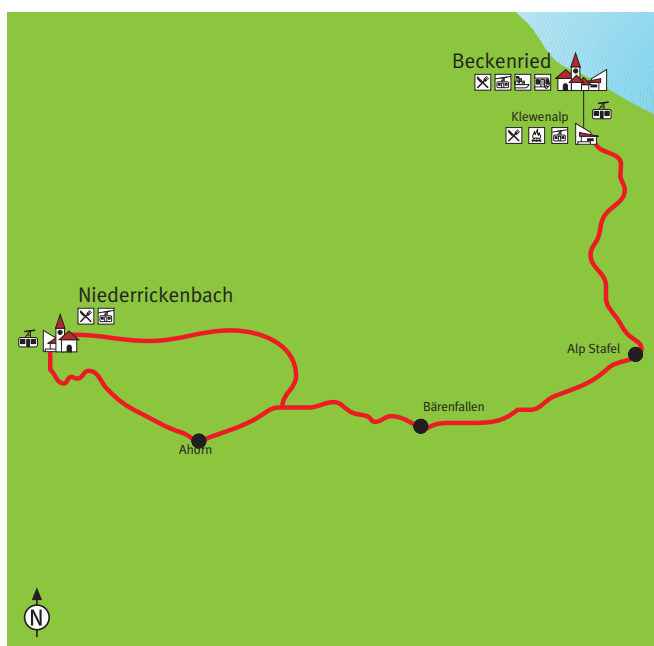 Beckenried
Klewenalp
Niederrickenbach
Alp Stafel
Bärenfallen
Ahorn
N